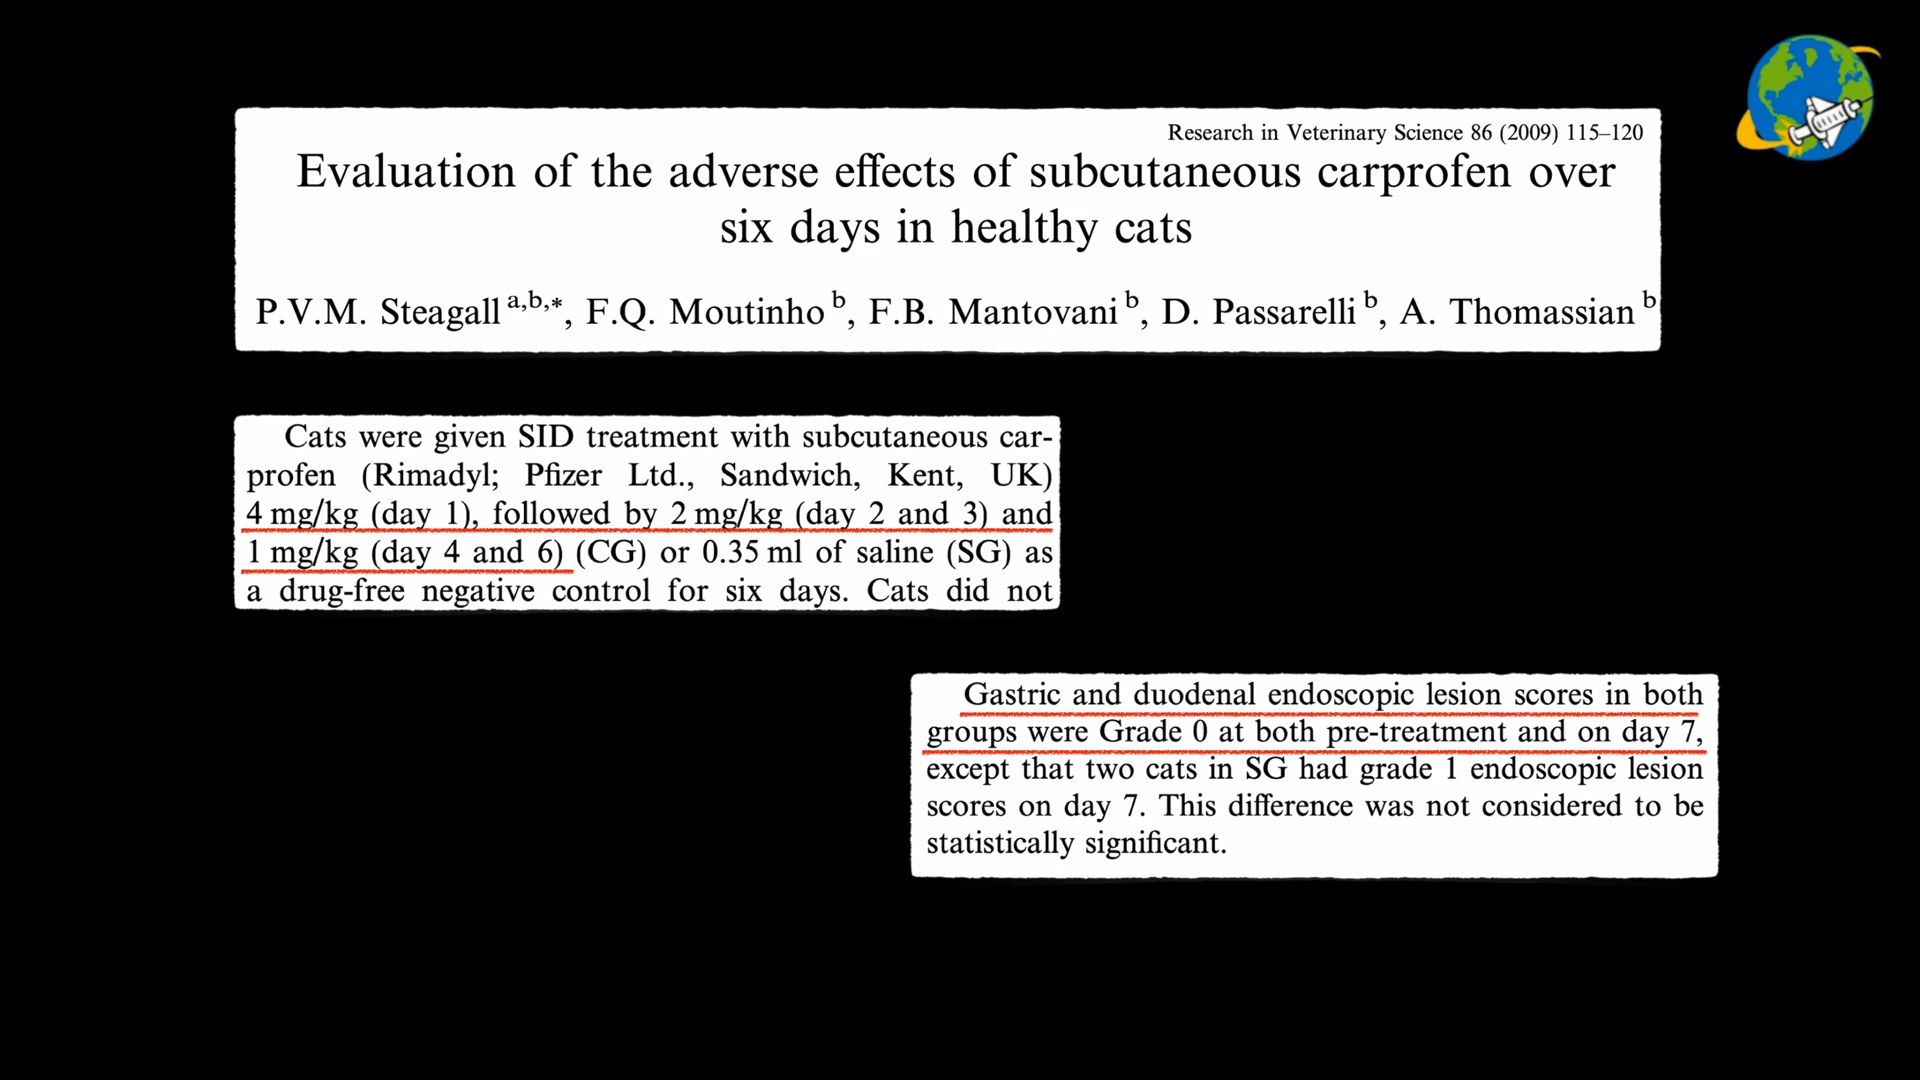 Research in Veterinary Science 86 (2009) 115–120
Evaluation of the adverse effects of subcutaneous carprofen over
six days in healthy cats
P.V.M. Steagall a,b,*, F.Q. Moutinho b, F.B. Mantovani b, D. Passarelli b, A. Thomassian b
Cats were given SID treatment with subcutaneous car-
profen (Rimadyl; Pfizer Ltd., Sandwich, Kent, UK)
4 mg/kg (day 1), followed by 2 mg/kg (day 2 and 3) and
1 mg/kg (day 4 and 6) (CG) or 0.35 ml of saline (SG) as
a drug-free negative control for six days. Cats did not
Gastric and duodenal endoscopic lesion scores in both
groups were Grade 0 at both pre-treatment and on day 7,
except that two cats in SG had grade 1 endoscopic lesion
scores on day 7. This difference was not considered to be
statistically significant.